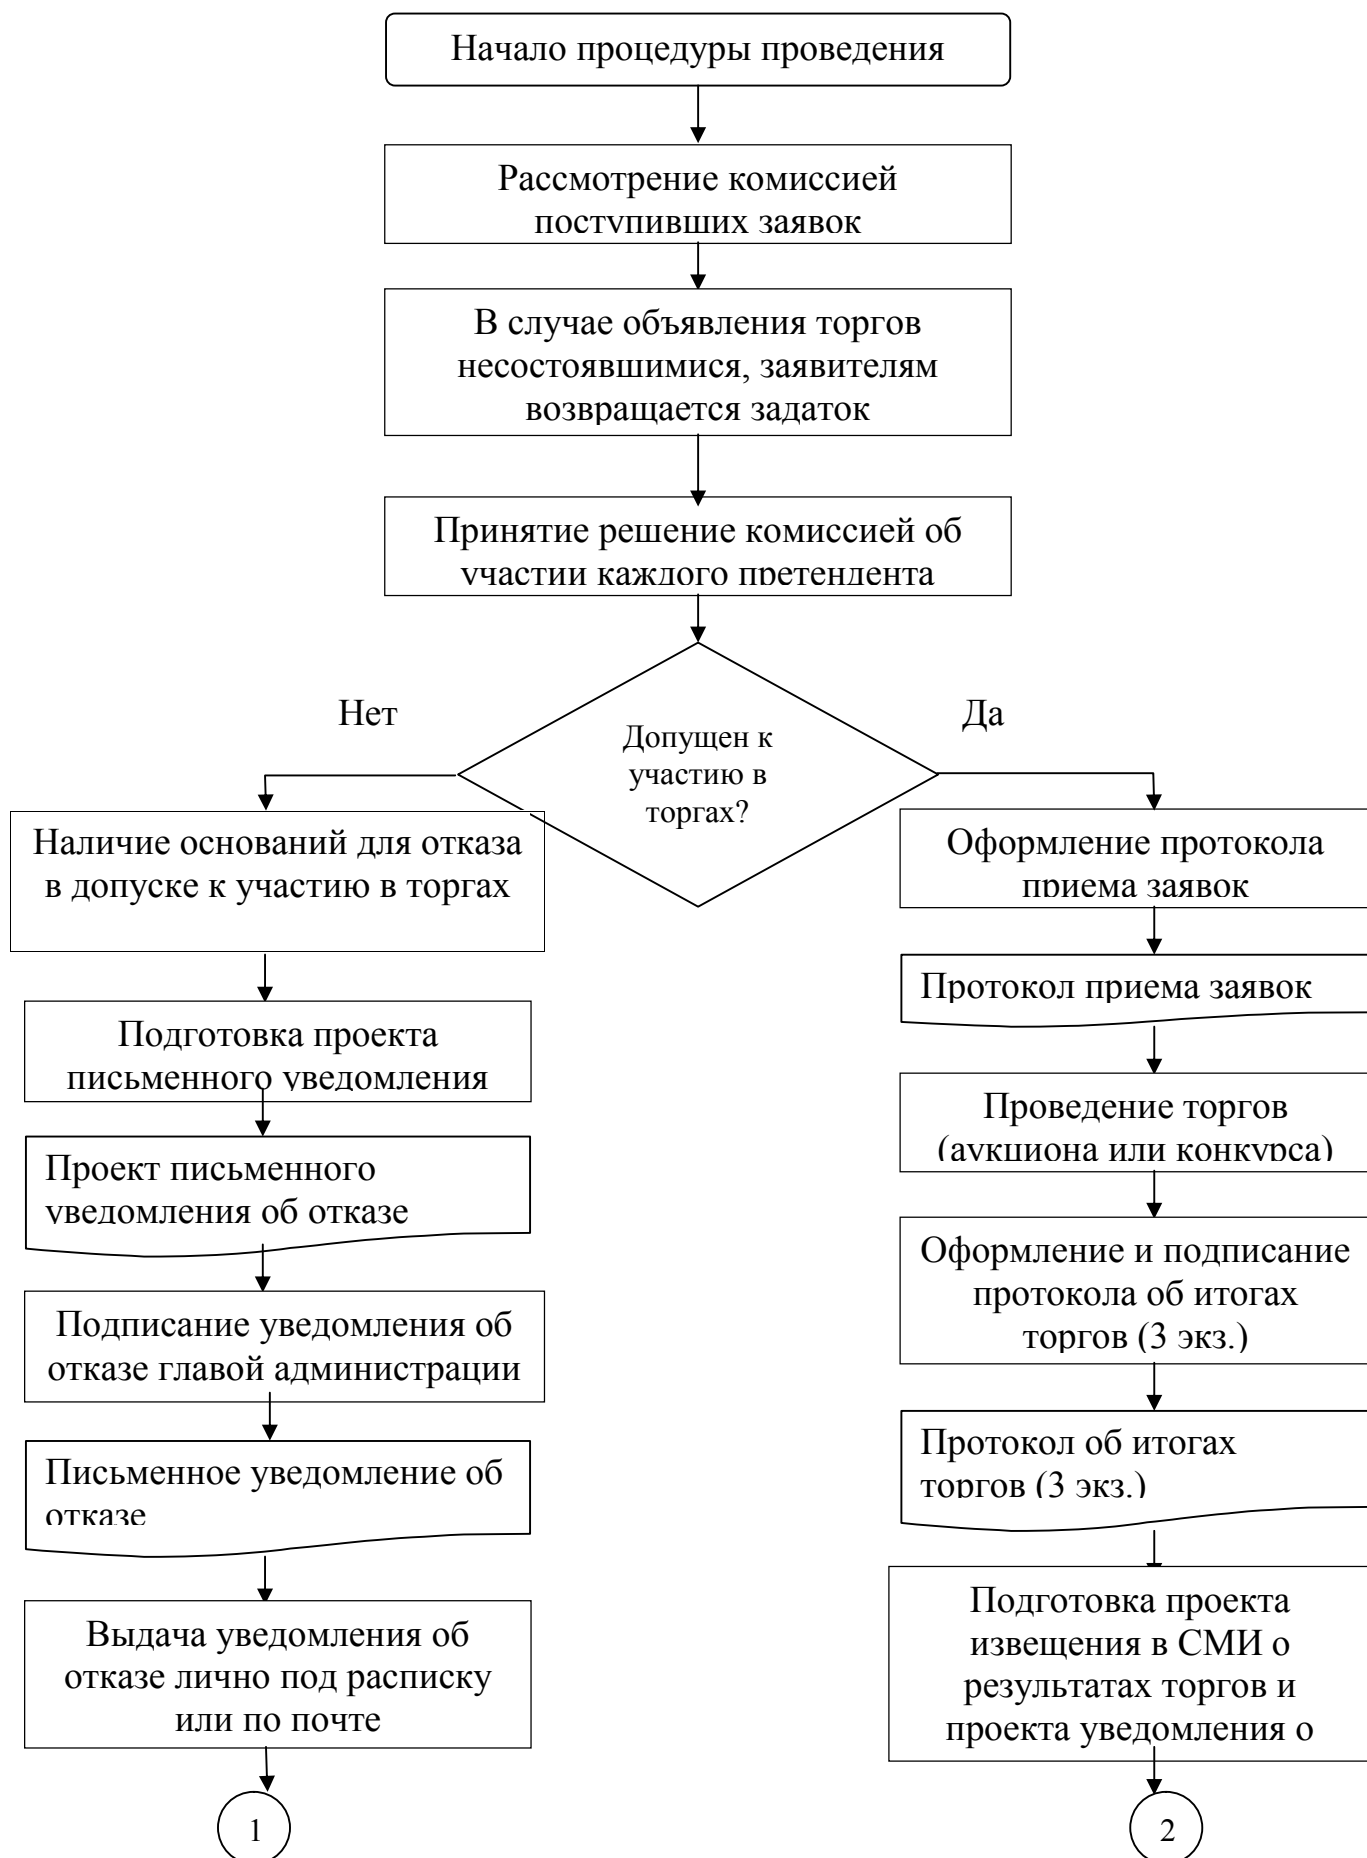 Начало процедуры проведения
Рассмотрение комиссией
поступивших заявок
В случае объявления торгов
несостоявшимися, заявителям
возвращается задаток
Принятие решение комиссией об
участии каждого претендента
Допущен к
участию в
торгах?
Нет
Наличие оснований для отказа
в допуске к участию в торгах
Подготовка проекта
письменного уведомления
Проект письменного
уведомления об отказе
Подписание уведомления об
отказе главой администрации
Письменное уведомление об
отказе
Выдача уведомления об
отказе лично под расписку
или по почте
1
Да
Оформление протокола
приема заявок
Протокол приема заявок
Проведение торгов
(аукциона или конкурса)
Оформление и подписание
протокола об итогах
торгов (3 экз.)
Протокол об итогах
торгов (3 экз.)
Подготовка проекта
извещения в СМИ о
результатах торгов и
проекта уведомления о
2